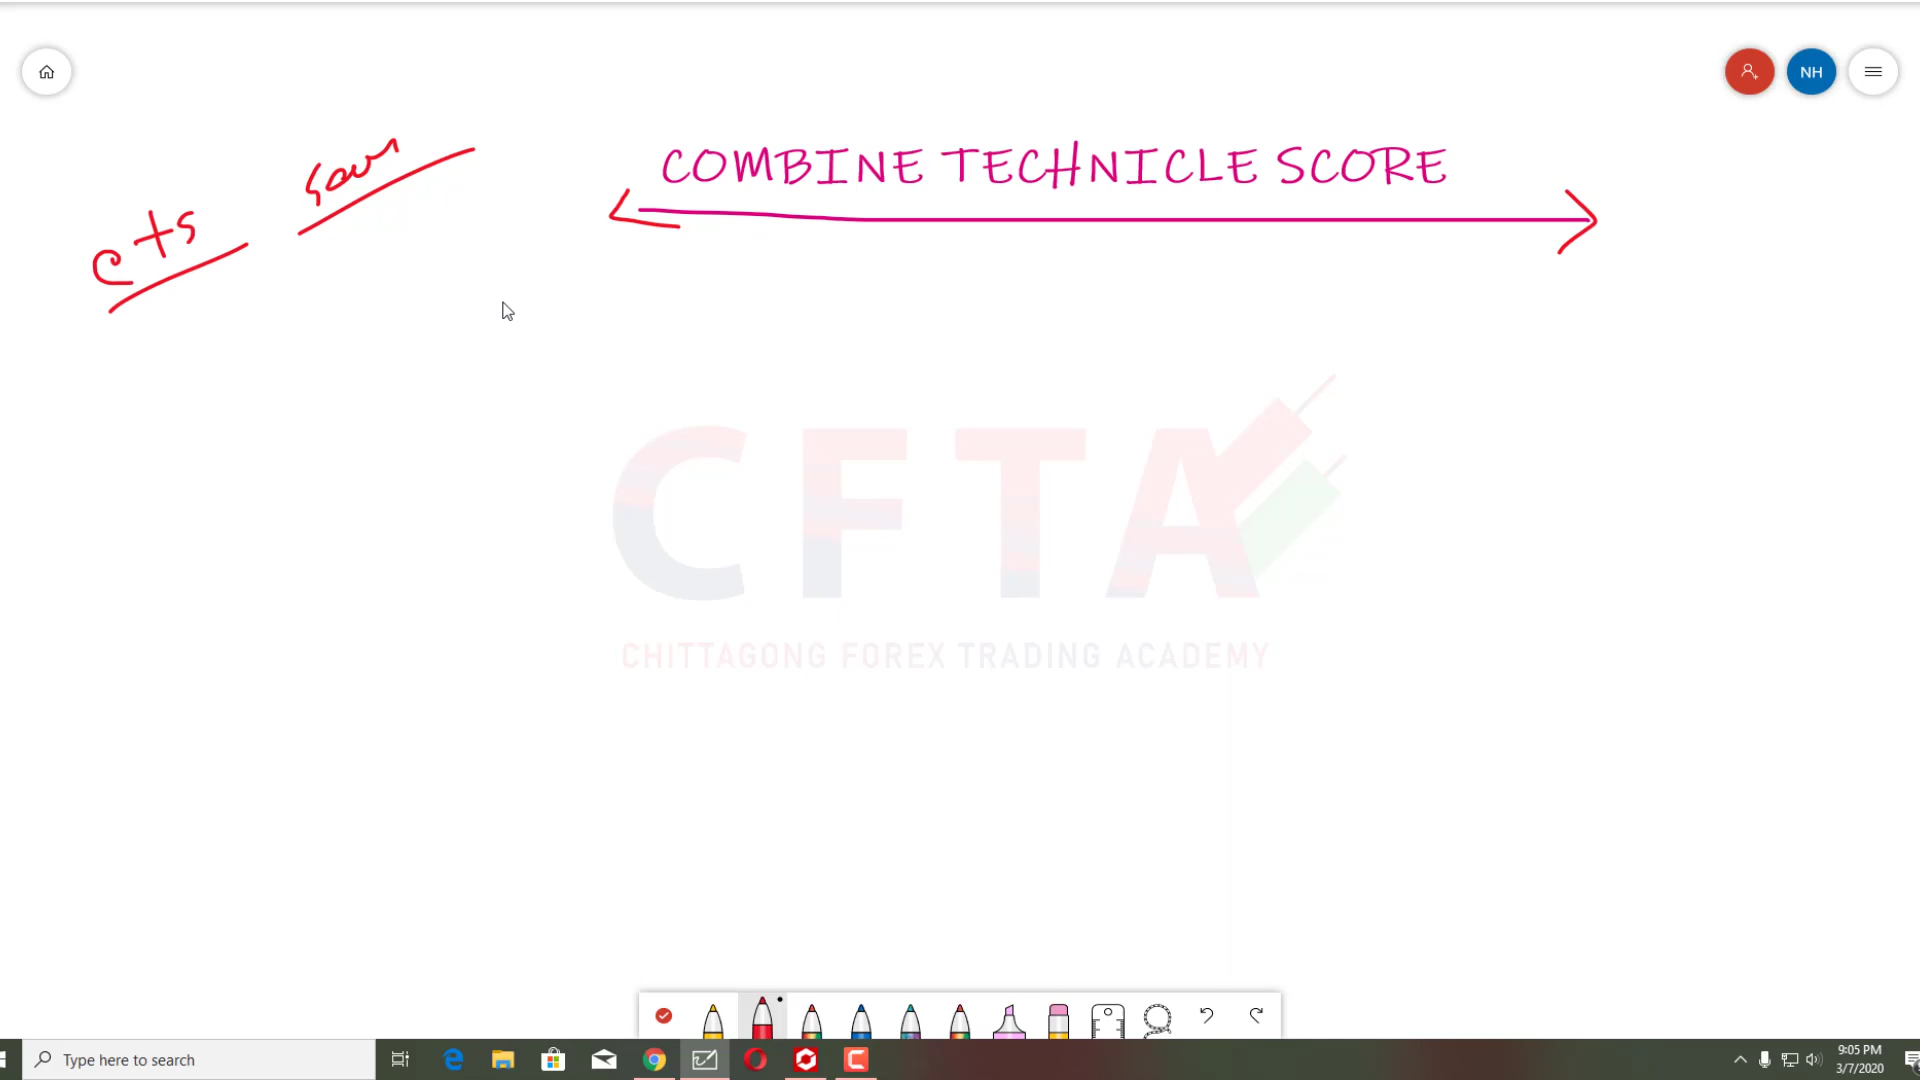 NH
COMBINE TECHNICLE SCORE
cts
CFTA
CHITTAGONG FOREX TRADING ACADEMY
Type here to search
9:05 PM
3/7/2020